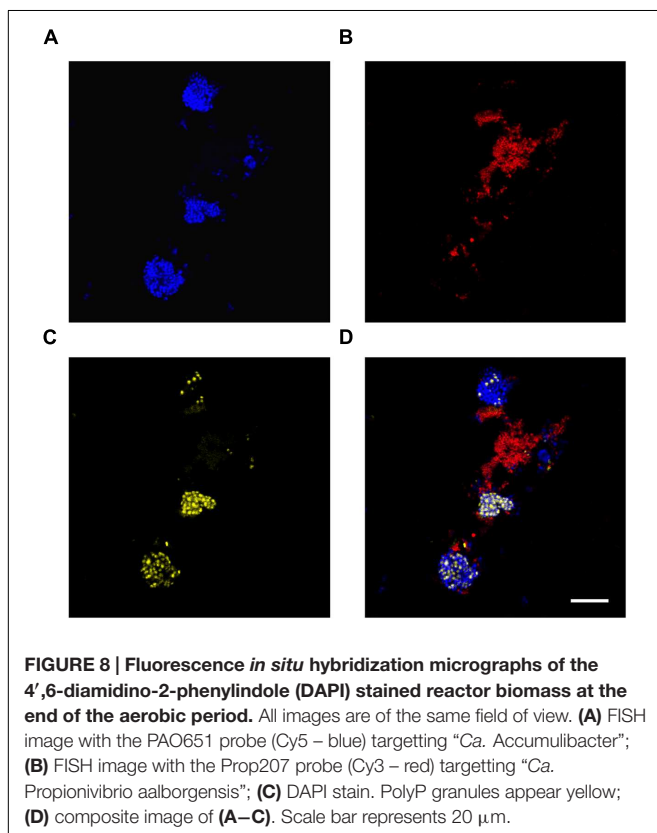 A
B
C
D
FIGURE 8 | Fluorescence in situ hybridization micrographs of the
4′,6-diamidino-2-phenylindole (DAPI) stained reactor biomass at the
end of the aerobic period. All images are of the same field of view. (A) FISH
image with the PAO651 probe (Cy5 – blue) targetting “Ca. Accumulibacter”;
(B) FISH image with the Prop207 probe (Cy3 – red) targetting “Ca.
Propionivibrio aalborgensis”; (C) DAPI stain. PolyP granules appear yellow;
(D) composite image of (A–C). Scale bar represents 20 μm.